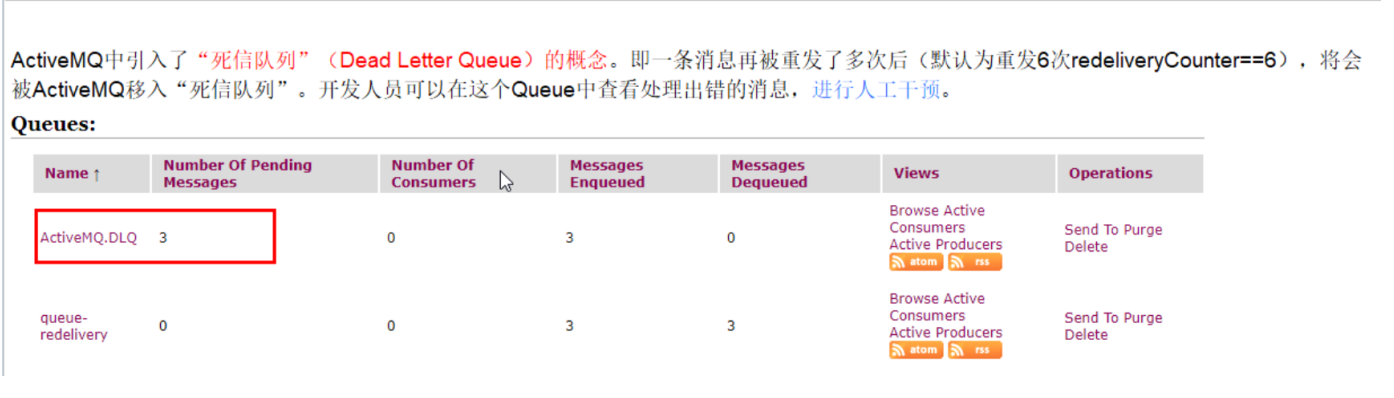 ActiveMQ中引入了“死信队列”（Dead Letter Queue）的概念。即一条消息再被重发了多次后（默认为重发6次redeliveryCounter==6），将会
被ActiveMQ移入“死信队列”。开发人员可以在这个Queue中查看处理出错的消息，进行人工干预。
Queues:
Name ↑ Number Of Pending Messages Number Of Consumers Messages Enqueued Messages Dequeued Views Operations
ActiveMQ.DLQ 3 0 3 0
Browse Active
Consumers
Active Producers
atom rss
Send To Purge
Delete
queue-
redelivery
0 0 3 3
Browse Active
Consumers
Active Producers
atom rss
Send To Purge
Delete